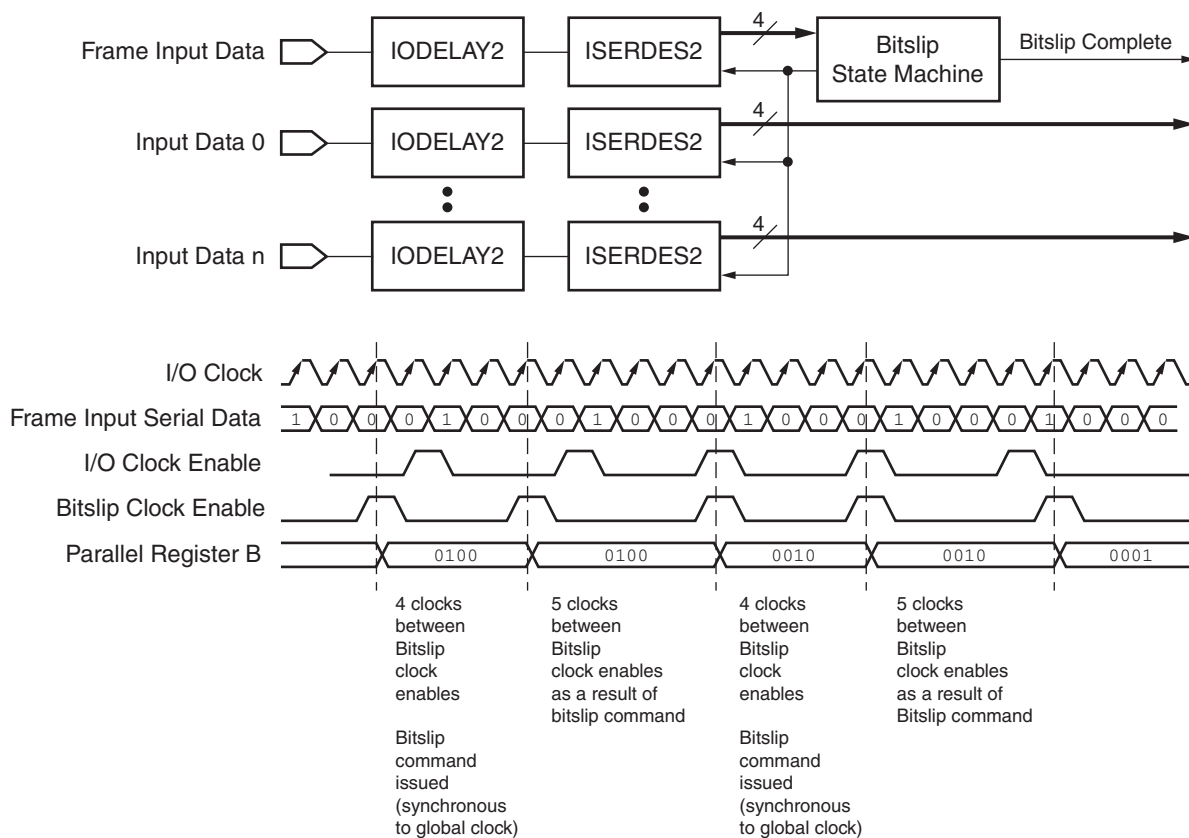 Frame Input Data
IODELAY2
ISERDES2
4
Bitslip
State Machine
Bitslip Complete
Input Data 0
IODELAY2
ISERDES2
4
Input Data n
IODELAY2
ISERDES2
4
I/O Clock
Frame Input Serial Data
1 0 0 0 1 0 0 0 1 0 0 0 1 0 0 0 1 0 0 0 1 0 0 0
I/O Clock Enable
Bitslip Clock Enable
Parallel Register B
0100 0100 0010 0010 0001
4 clocks
between
Bitslip
clock
enables
Bitslip
command
issued
(synchronous
to global clock)
5 clocks
between
Bitslip
clock enables
as a result of
bitslip command
4 clocks
between
Bitslip
clock
enables
Bitslip
command
issued
(synchronous
to global clock)
5 clocks
between
Bitslip
clock enables
as a result of
Bitslip command